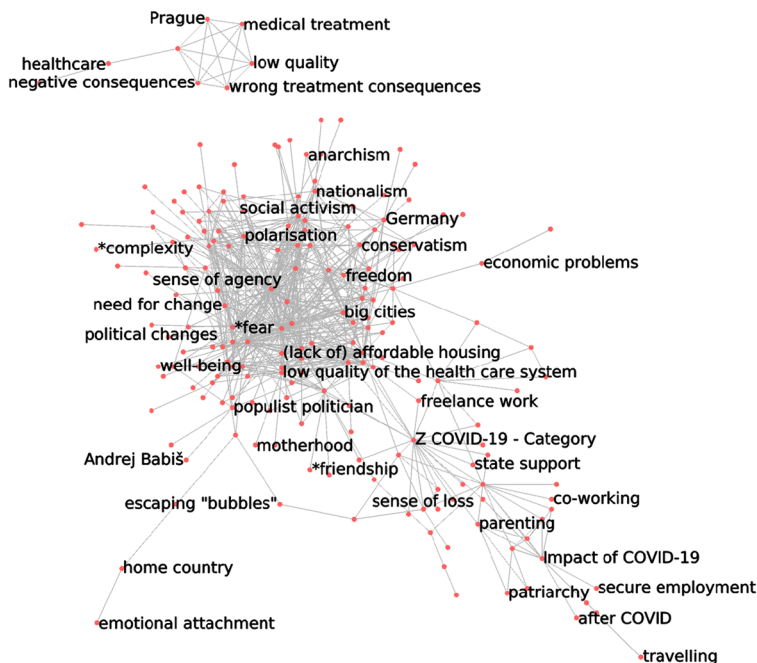 Prague
medical treatment
healthcare
low quality
negative consequences
wrong treatment consequences
anarchism
nationalism
social activism
Germany
polarisation
conservatism
*complexity
economic problems
freedom
sense of agency
need for change
big cities
*fear
political changes
(lack of) affordable housing
well-being
low quality of the health care system
freelance work
populist politician
Z COVID-19 - Category
motherhood
Andrej Babiš
state support
*friendship
co-working
sense of loss
escaping "bubbles"
parenting
Impact of COVID-19
home country
secure employment
patriarchy
after COVID
emotional attachment
travelling